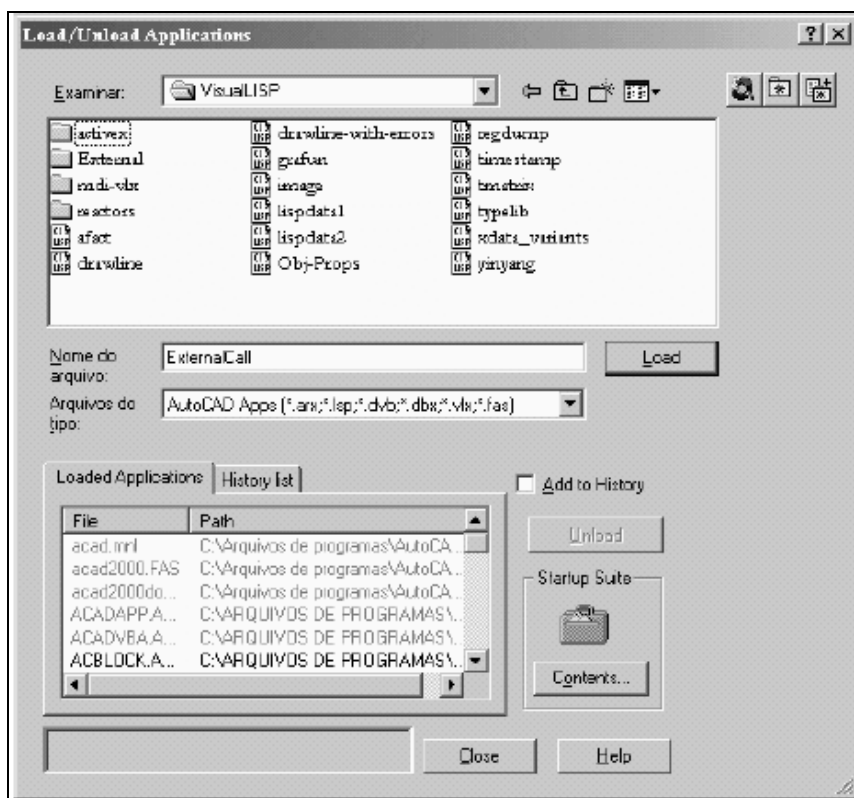 Load/Unload Applications
Examinar: VisualLISP
activex drawline-with-errors regdump
External grafun timestamp
mdi-vbx image tmatrix
reactors lispdata1 typelib
afact lispdata2 xdata_variants
drawline Obj-Props yinyang
Nome do arquivo: ExternalCall Load
Arquivos do tipo: AutoCAD Apps (*.arx;*.lsp;*.dvb;*.dbx;*.vlx;*.fas)
Loaded Applications History list Add to History
File Path
acad.mnl C:\Arquivos de programas\AutoCA...
acad2000.FAS C:\Arquivos de programas\AutoCA...
acad2000do... C:\Arquivos de programas\AutoCA...
ACADAPP.A... C:\ARQUIVOS DE PROGRAMAS\...
ACADVBA.A... C:\ARQUIVOS DE PROGRAMAS\...
ACBLOCK.A... C:\ARQUIVOS DE PROGRAMAS\...
Unload
Startup Suite
Contents...
Close Help